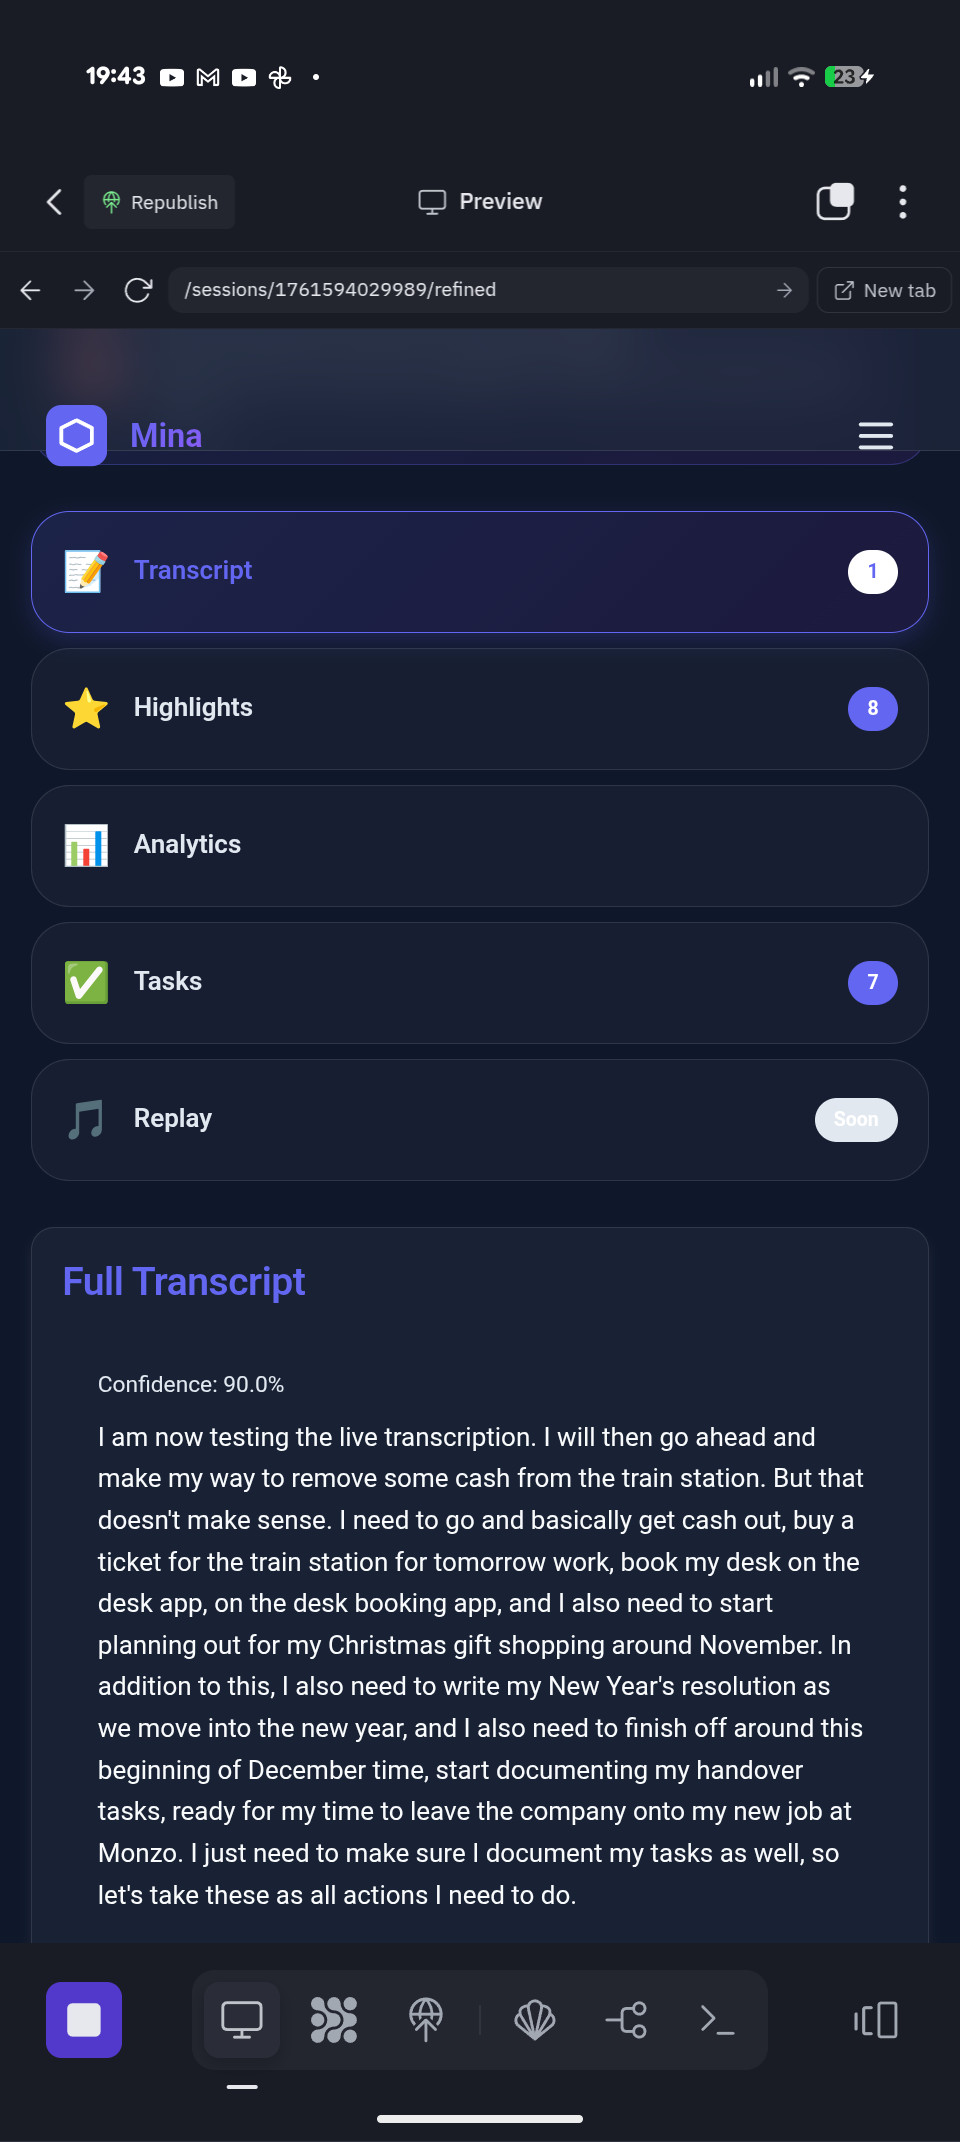 19:43
23
Republish
Preview
/sessions/1761594029989/refined
New tab
Mina
Transcript
1
Highlights
8
Analytics
Tasks
7
Replay
Soon
Full Transcript
Confidence: 90.0%
I am now testing the live transcription. I will then go ahead and
make my way to remove some cash from the train station. But that
doesn't make sense. I need to go and basically get cash out, buy a
ticket for the train station for tomorrow work, book my desk on the
desk app, on the desk booking app, and I also need to start
planning out for my Christmas gift shopping around November. In
addition to this, I also need to write my New Year's resolution as
we move into the new year, and I also need to finish off around this
beginning of December time, start documenting my handover
tasks, ready for my time to leave the company onto my new job at
Monzo. I just need to make sure I document my tasks as well, so
let's take these as all actions I need to do.